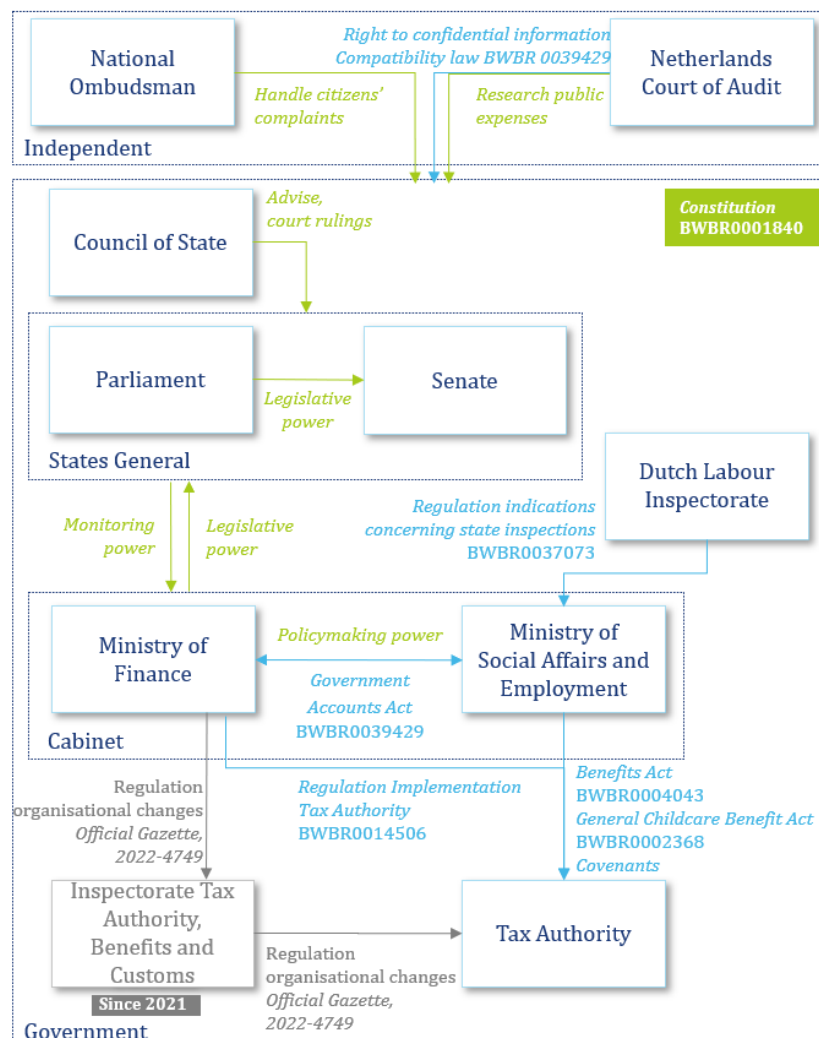 National
Ombudsman
Right to confidential information
Compatibility law BWBR 0039429
Netherlands
Court of Audit
Handle citizens’
complaints
Research public
expenses
Independent
Advise,
court rulings
Constitution
BWBR0001840
Council of State
Parliament
Legislative
power
Senate
States General
Dutch Labour
Inspectorate
Monitoring
power
Legislative
power
Regulation indications
concerning state inspections
BWBR0037073
Ministry of
Finance
Policymaking power
Government
Accounts Act
BWBR0039429
Ministry of
Social Affairs and
Employment
Cabinet
Regulation
organisational changes
Official Gazette,
2022-4749
Regulation Implementation
Tax Authority
BWBR0014506
Benefits Act
BWBR0004043
General Childcare Benefit Act
BWBR0002368
Covenants
Inspectorate Tax
Authority,
Benefits and
Customs
Since 2021
Regulation
organisational changes
Official Gazette,
2022-4749
Tax Authority
Government